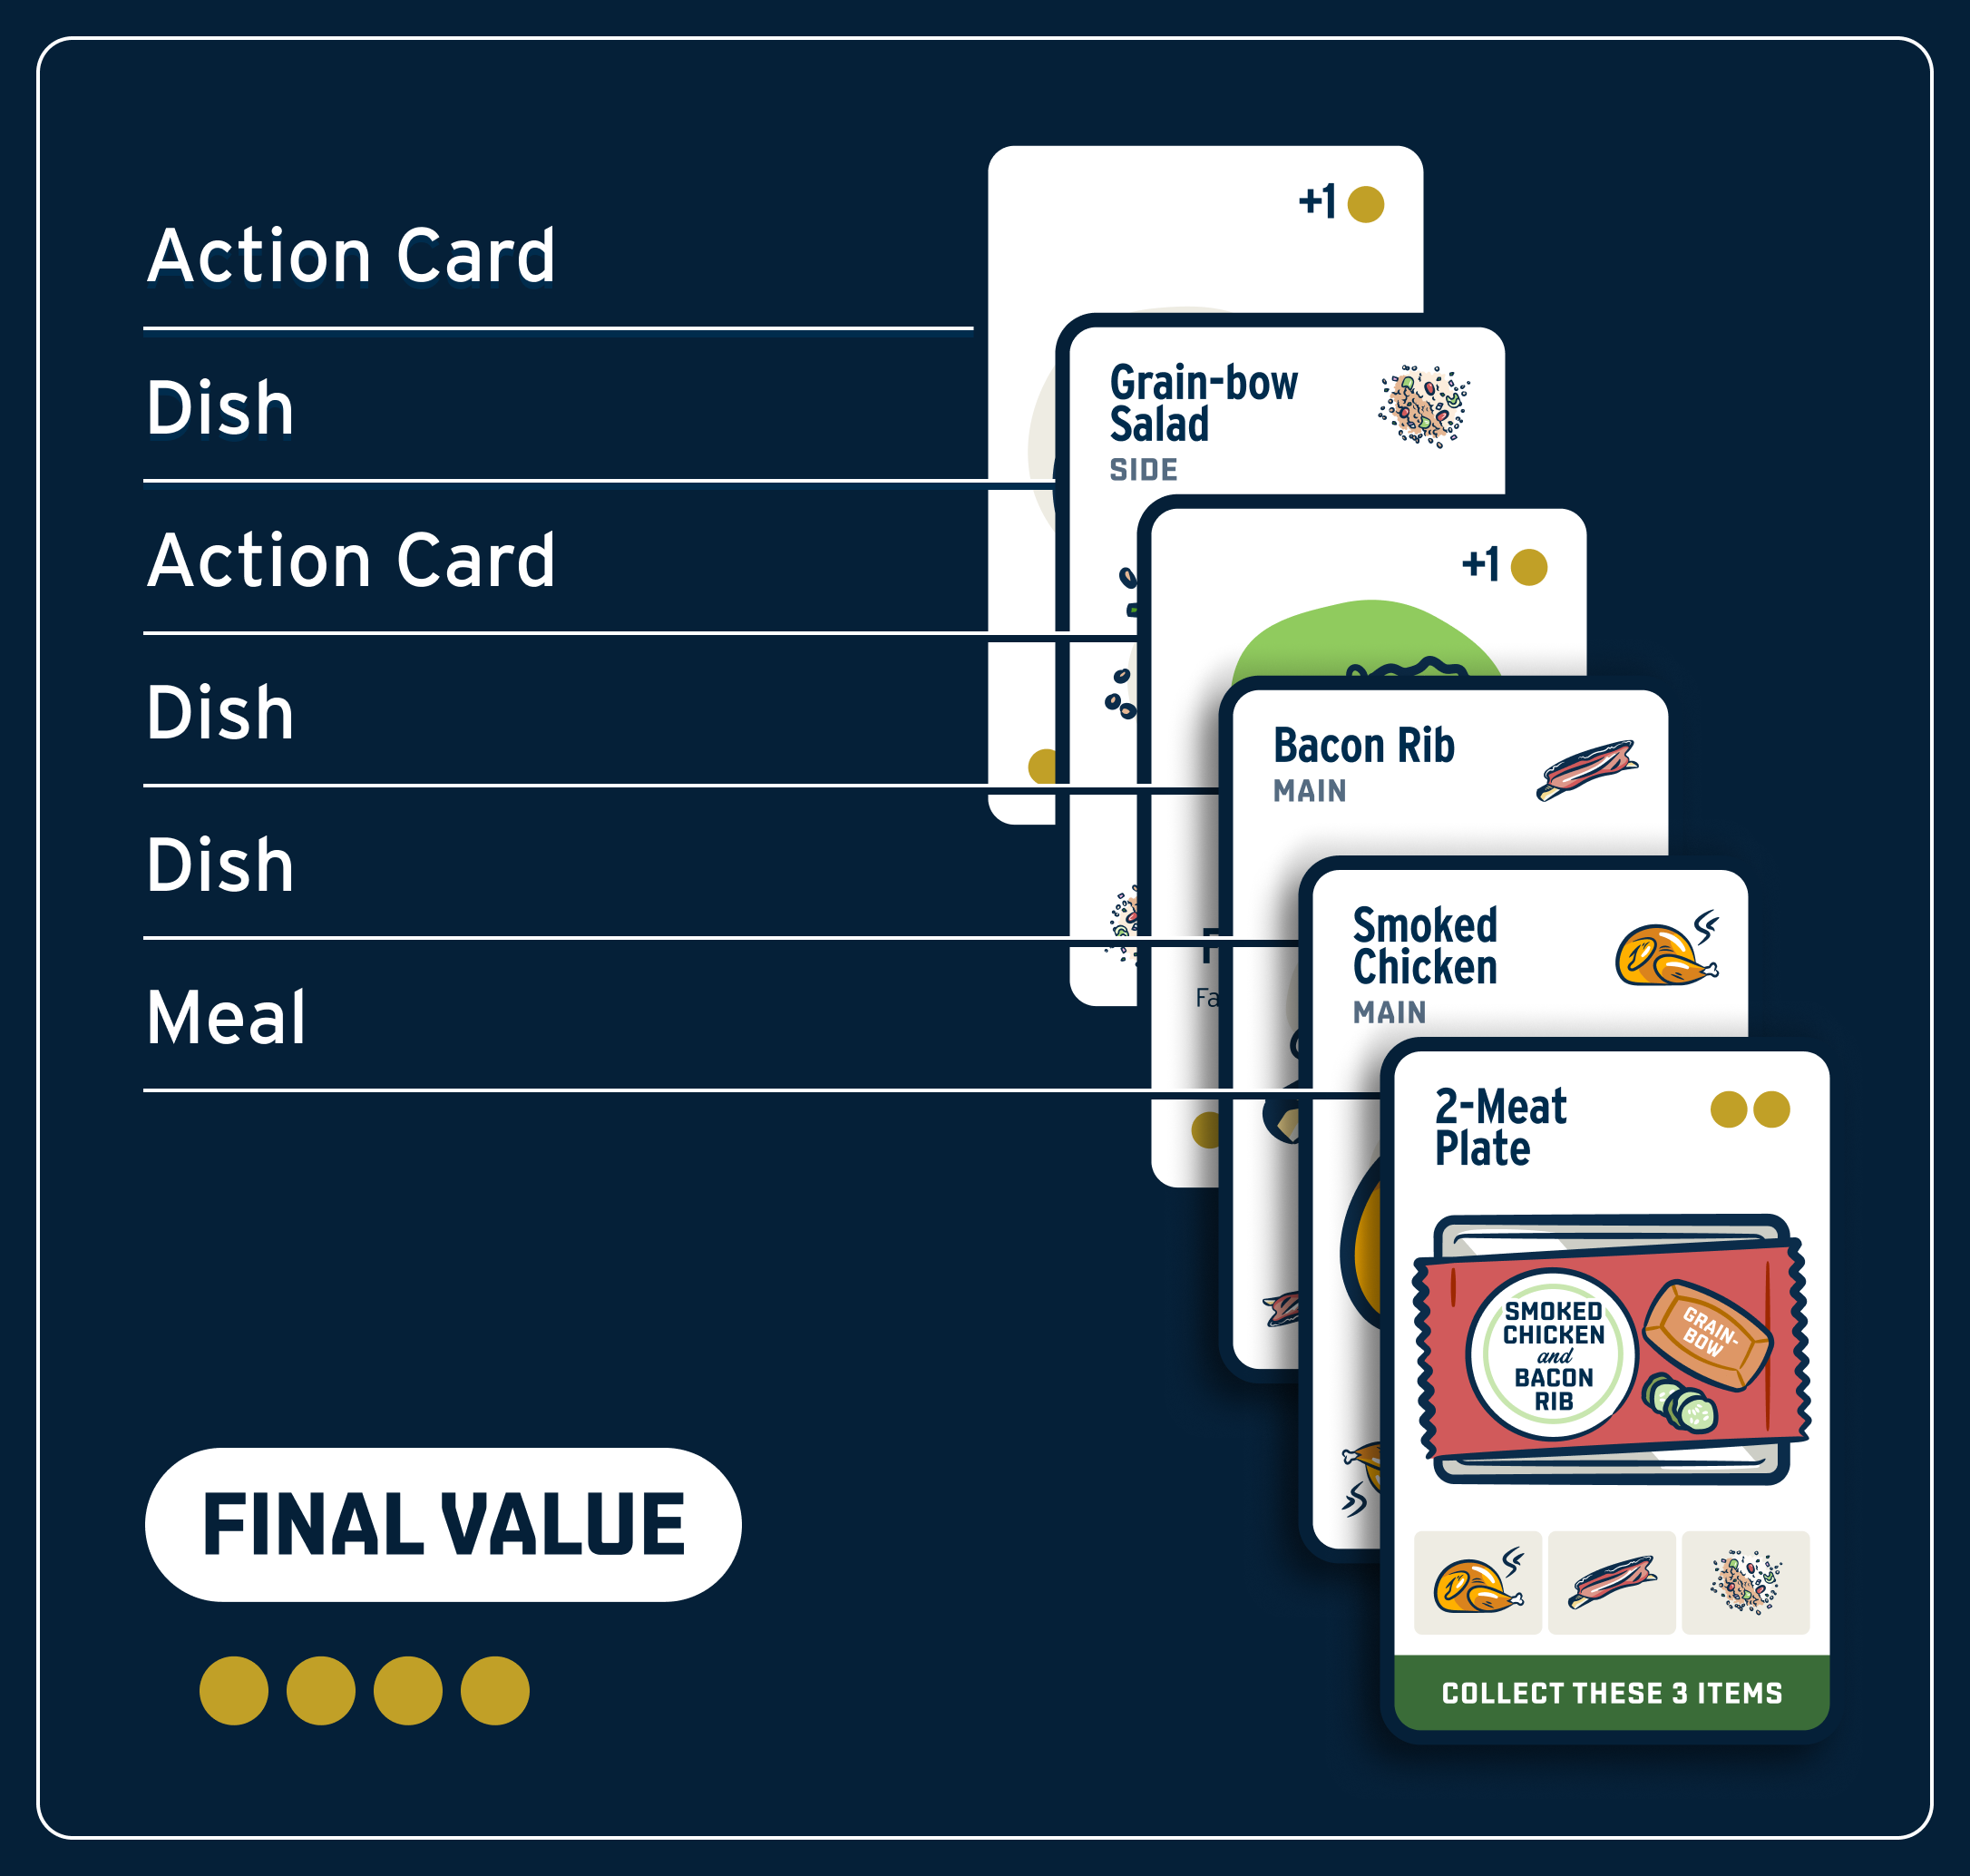 Action Card
Dish
Action Card
Dish
Dish
Meal
+1
Grain-bow
Salad
SIDE
+1
Bacon Rib
MAIN
Smoked
Chicken
MAIN
2-Meat
Plate
SMOKED
CHICKEN
and
BACON
RIB
GRAIN-
BOW
COLLECT THESE 3 ITEMS
FINAL VALUE